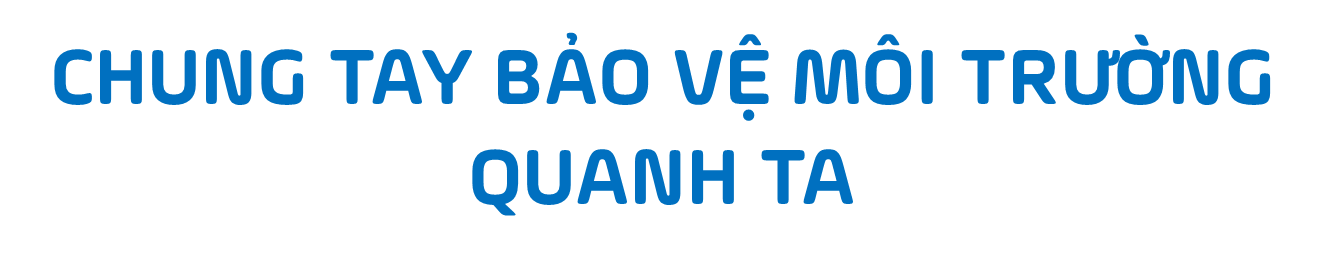 CHUNG TAY BẢO VỆ MÔI TRƯỜNG
QUANH TA